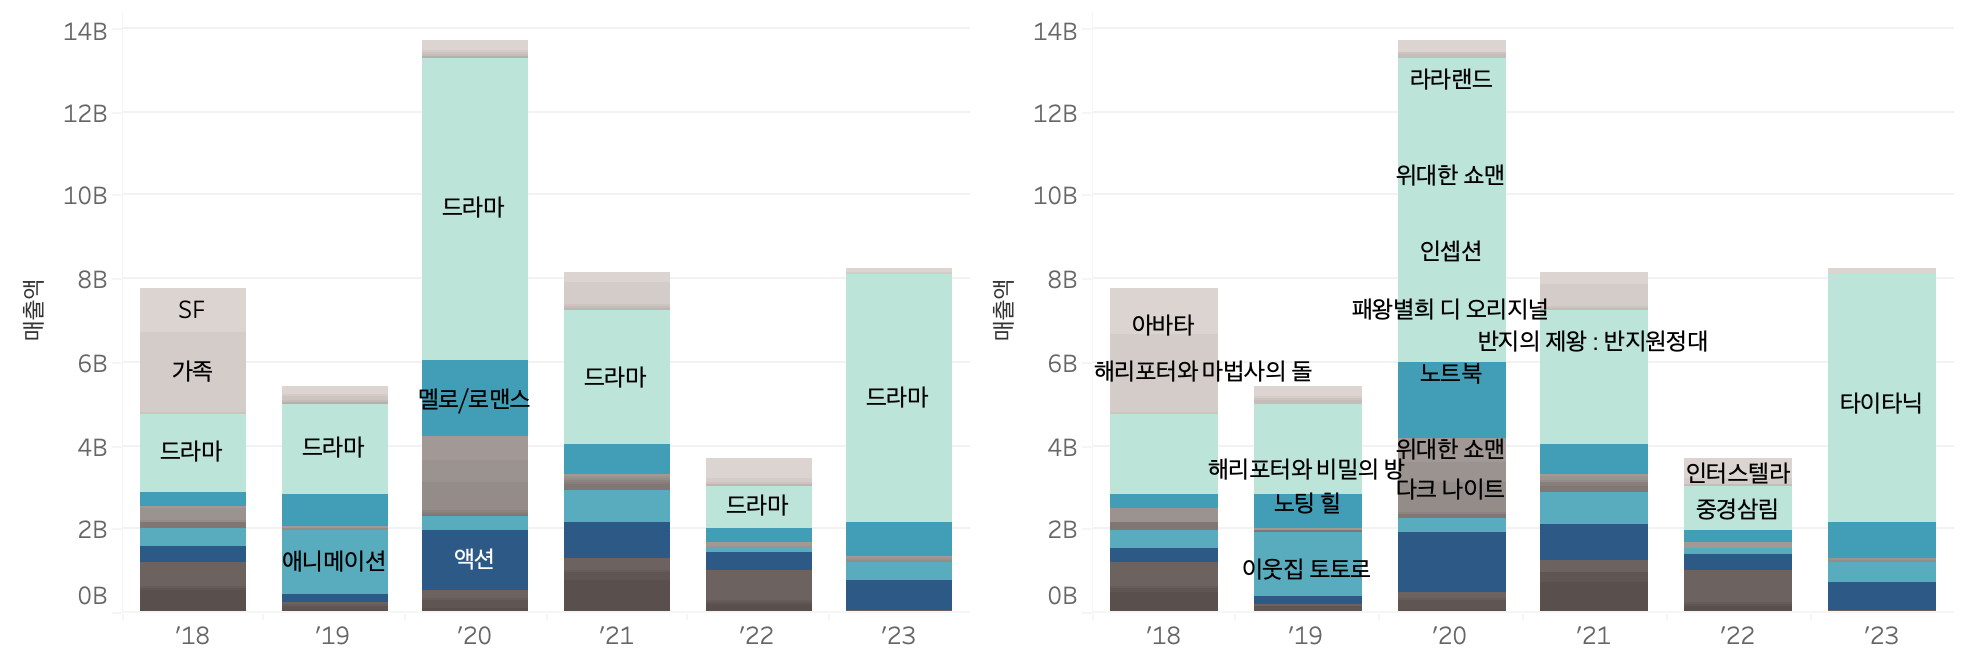 14B
12B
10B
8B
6B
4B
2B
0B
매출액
SF
가족
드라마
드라마
애니메이션
드라마
멜로/로맨스
액션
드라마
드라마
드라마
’18
’19
’20
’21
’22
’23
14B
12B
10B
8B
6B
4B
2B
0B
매출액
아바타
해리포터와 마법사의 돌
해리포터와 비밀의 방
노팅 힐
이웃집 토토로
라라랜드
위대한 쇼맨
인셉션
패왕별희 디 오리지널
노트북
위대한 쇼맨
다크 나이트
반지의 제왕 : 반지원정대
인터스텔라
중경삼림
타이타닉
’18
’19
’20
’21
’22
’23